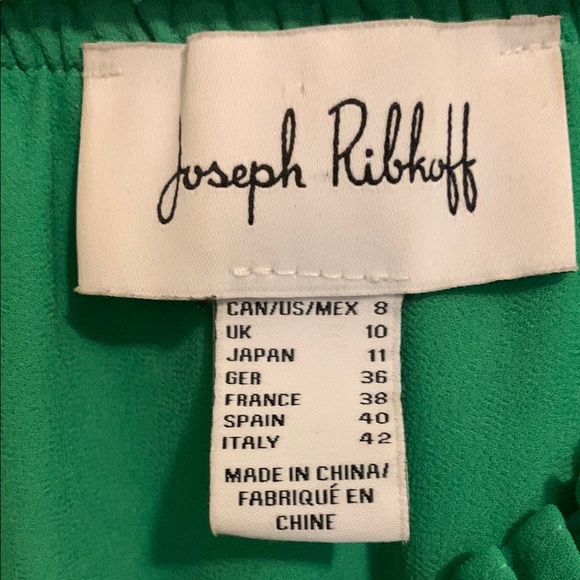 Joseph Ribkoff
CAN/US/MEX 8
UK 10
JAPAN 11
GER 36
FRANCE 38
SPAIN 40
ITALY 42
MADE IN CHINA/
FABRIQUÉ EN
CHINE